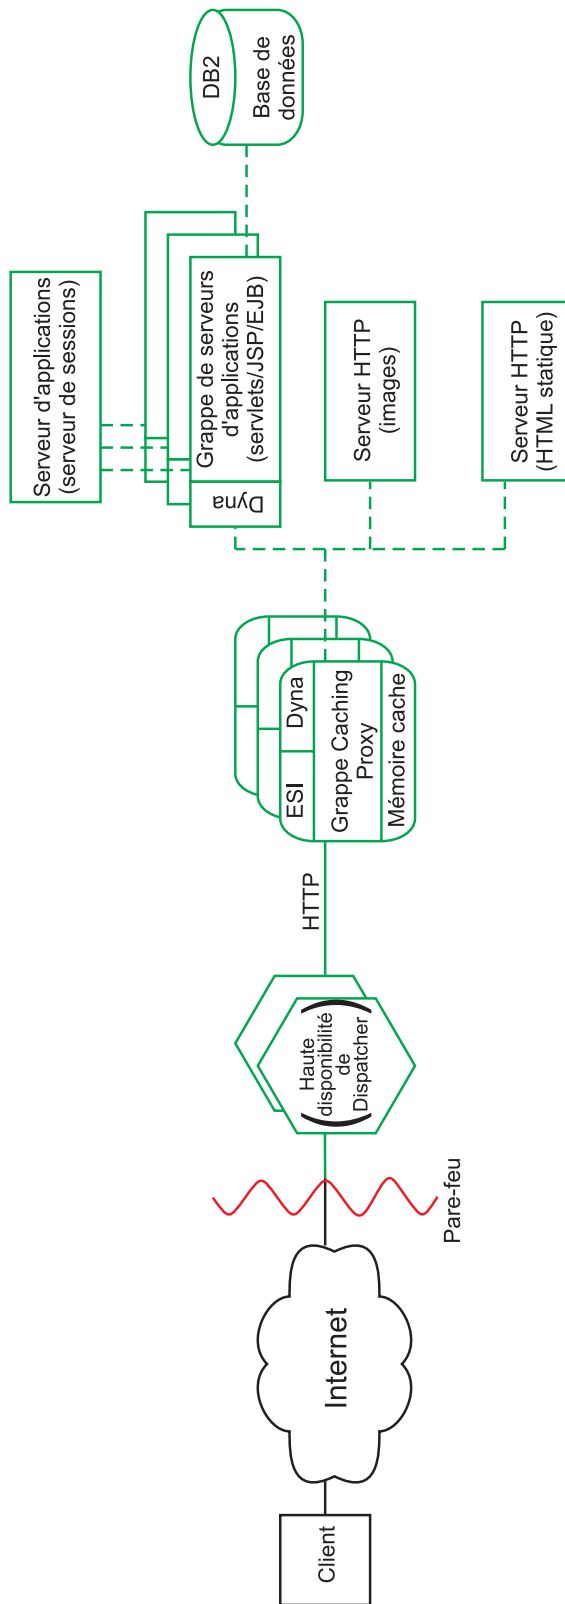 Client
Internet
Pare-feu
(Haute
disponibilité
de
Dispatcher)
HTTP
ESI
Dyna
Grappe Caching
Proxy
Mémoire cache
Dyna
Grappe de serveurs
d'applications
(servlets/JSP/EJB)
Serveur d'applications
(serveur de sessions)
Serveur HTTP
(images)
Serveur HTTP
(HTML statique)
DB2
Base de
données